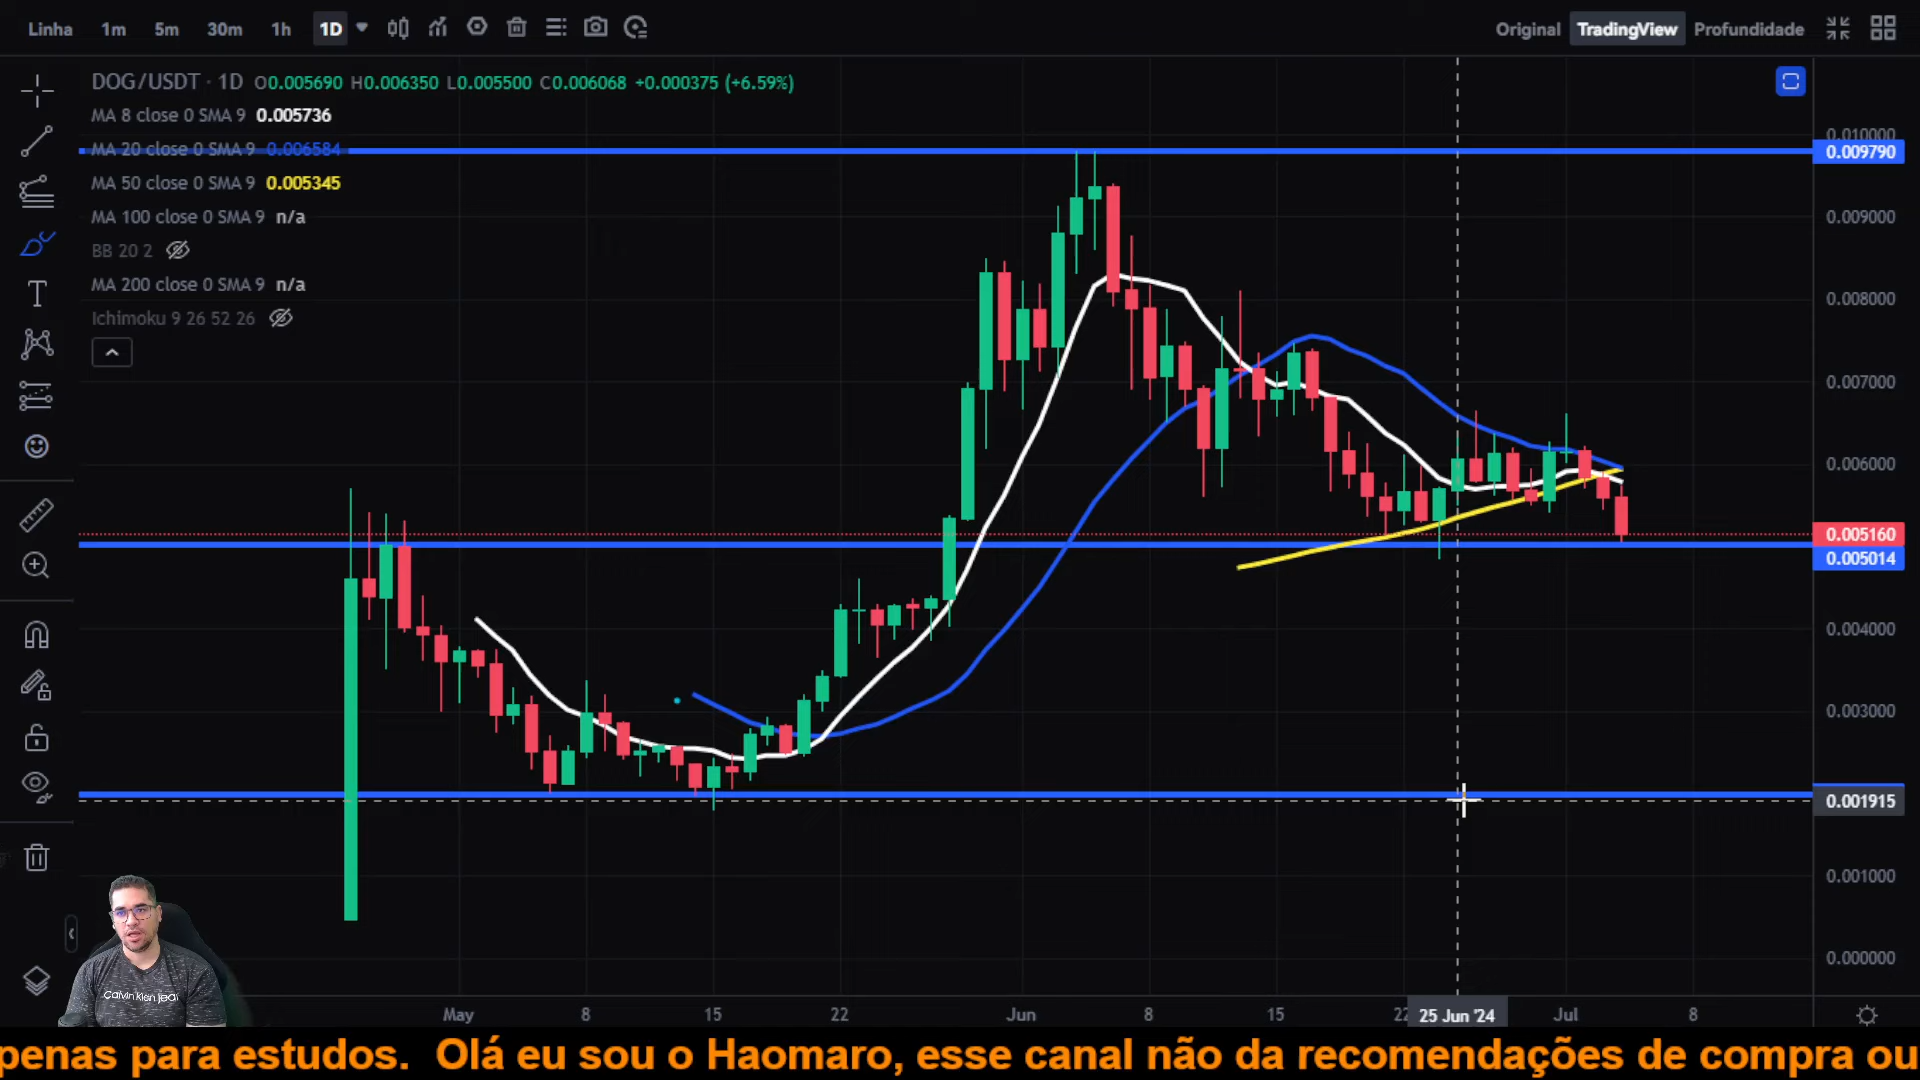 Linha 1m 5m 30m 1h 1D Original TradingView Profundidade
DOG/USDT · 1D O0.005690 H0.006350 L0.005500 C0.006068 +0.000375 (+6.59%)
MA 8 close 0 SMA 9 0.005736
MA 20 close 0 SMA 9 0.006584
MA 50 close 0 SMA 9 0.005345
MA 100 close 0 SMA 9 n/a
BB 20 2
MA 200 close 0 SMA 9 n/a
Ichimoku 9 26 52 26
0.010000
0.009790
0.009000
0.008000
0.007000
0.006000
0.005160
0.005014
0.004000
0.003000
0.001915
0.001000
0.000000
May 8 15 22 Jun 8 15 22 25 Jun '24 Jul 8
Calvin Klein Jeans
penas para estudos. Olá eu sou o Haomaro, esse canal não da recomendações de compra ou